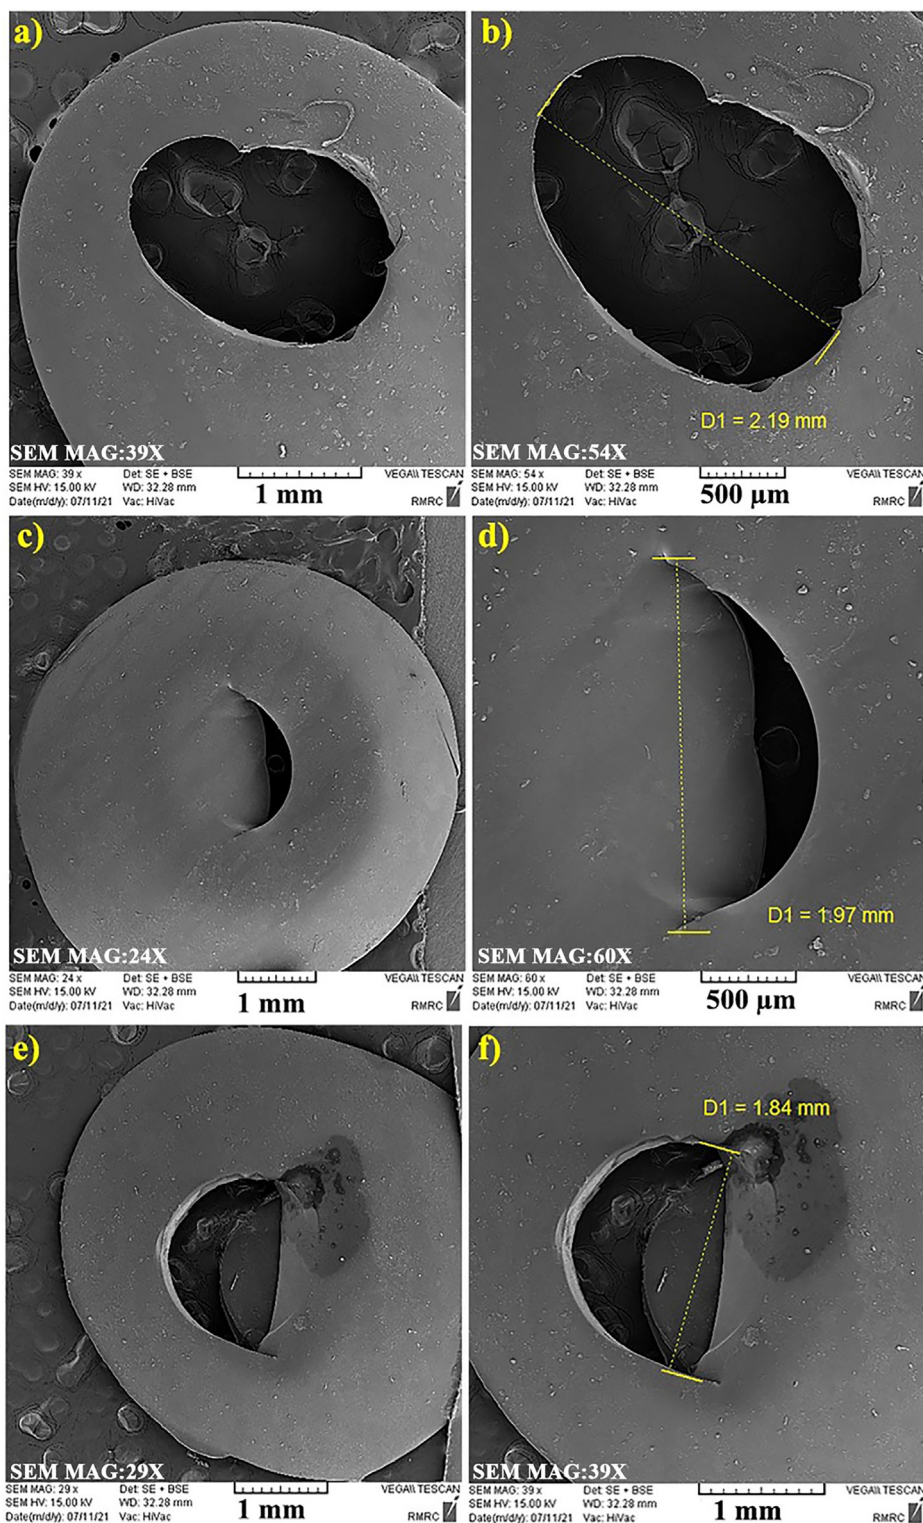 a)
SEM MAG:39X
SEM MAG: 39 x Det: SE + BSE VEGA\\ TESCAN
SEM HV: 15.00 kV WD: 32.28 mm 1 mm
Date(m/d/y): 07/11/21 Vac: HiVac RMRC
b)
D1 = 2.19 mm
SEM MAG:54X
SEM MAG: 54 x Det: SE + BSE VEGA\\ TESCAN
SEM HV: 15.00 kV WD: 32.28 mm 500 µm
Date(m/d/y): 07/11/21 Vac: HiVac RMRC
c)
SEM MAG:24X
SEM MAG: 24 x Det: SE + BSE VEGA\\ TESCAN
SEM HV: 15.00 kV WD: 32.28 mm 1 mm
Date(m/d/y): 07/11/21 Vac: HiVac RMRC
d)
D1 = 1.97 mm
SEM MAG:60X
SEM MAG: 60 x Det: SE + BSE VEGA\\ TESCAN
SEM HV: 15.00 kV WD: 32.28 mm 500 µm
Date(m/d/y): 07/11/21 Vac: HiVac RMRC
e)
SEM MAG:29X
SEM MAG: 29 x Det: SE + BSE VEGA\\ TESCAN
SEM HV: 15.00 kV WD: 32.28 mm 1 mm
Date(m/d/y): 07/11/21 Vac: HiVac RMRC
f)
D1 = 1.84 mm
SEM MAG:39X
SEM MAG: 39 x Det: SE + BSE VEGA\\ TESCAN
SEM HV: 15.00 kV WD: 32.28 mm 1 mm
Date(m/d/y): 07/11/21 Vac: HiVac RMRC